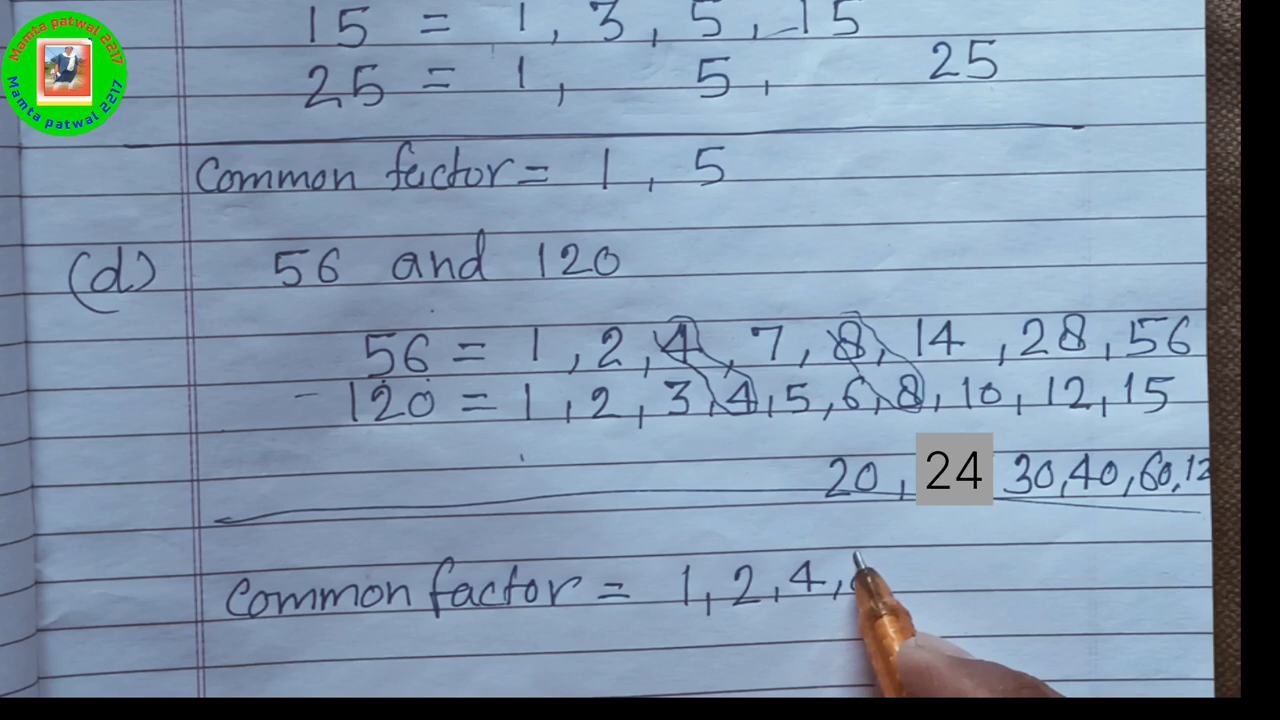 Mamta patwal 2217
Mamta patwal 2217
15 = 1, 3, 5, 15
25 = 1, 5, 25
Common factor = 1, 5
(d) 56 and 120
56 = 1, 2, 4, 7, 8, 14, 28, 56
120 = 1, 2, 3, 4, 5, 6, 8, 10, 12, 15
20, 24 30, 40, 60, 12
Common factor = 1, 2, 4,